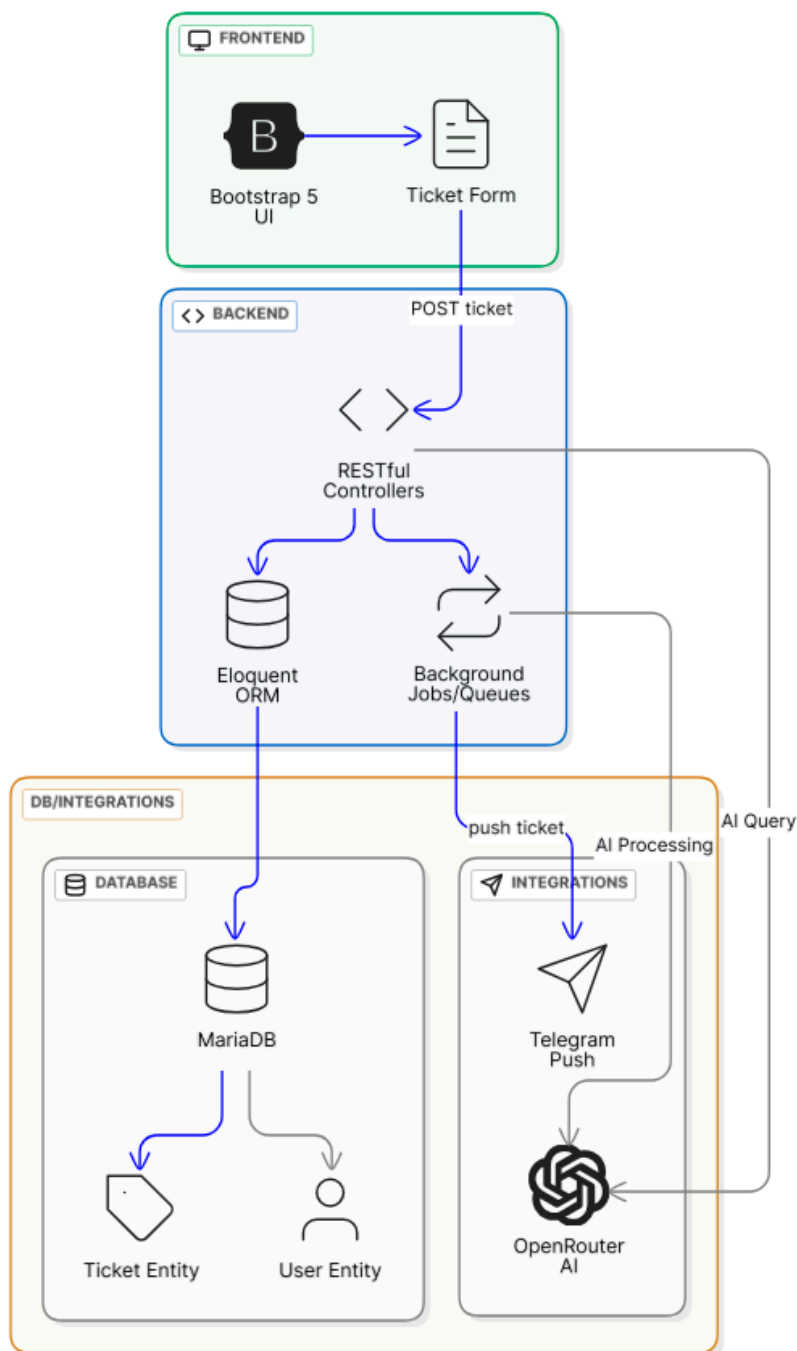 FRONTEND
B
Bootstrap 5
UI
Ticket Form
POST ticket
BACKEND
RESTful
Controllers
Eloquent
ORM
Background
Jobs/Queues
DB/INTEGRATIONS
push ticket
AI Processing
AI Query
DATABASE
INTEGRATIONS
MariaDB
Telegram
Push
Ticket Entity
User Entity
OpenRouter
AI